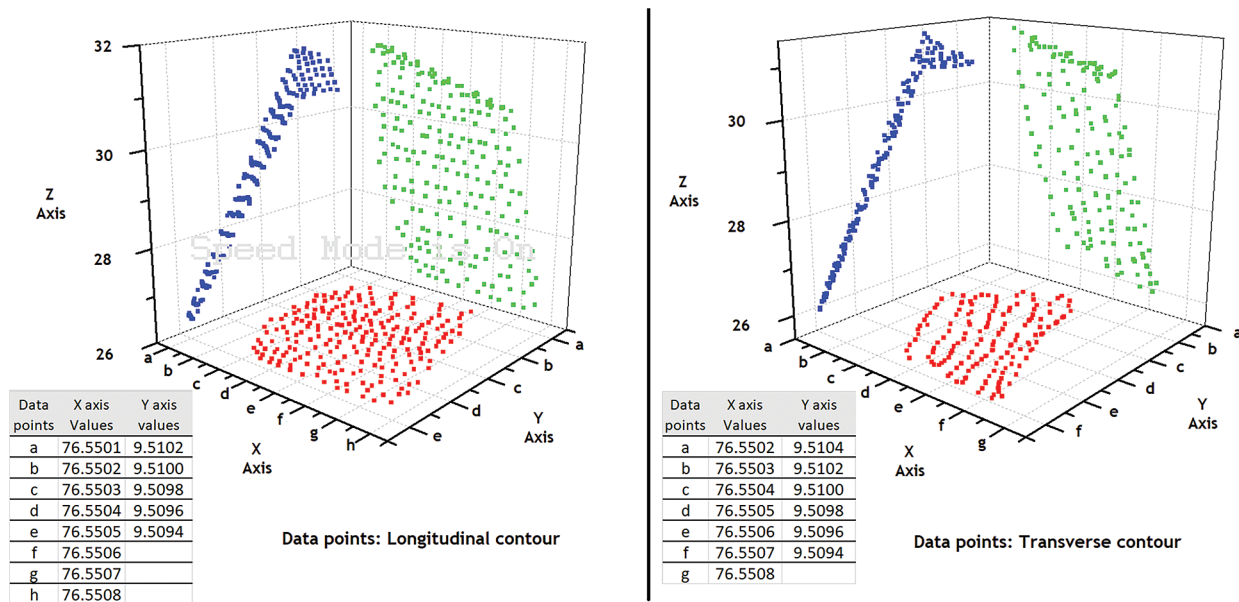 32
30
28
26
Z
Axis
Speed Mode is On
a
b
c
d
e
f
g
h
X
Axis
a
b
c
d
e
Y
Axis
Data points X axis Values Y axis values
a 76.5501 9.5102
b 76.5502 9.5100
c 76.5503 9.5098
d 76.5504 9.5096
e 76.5505 9.5094
f 76.5506
g 76.5507
h 76.5508
Data points: Longitudinal contour
30
28
26
Z
Axis
a
b
c
d
e
f
g
X
Axis
a
b
c
d
e
f
Y
Axis
Data points X axis Values Y axis values
a 76.5502 9.5104
b 76.5503 9.5102
c 76.5504 9.5100
d 76.5505 9.5098
e 76.5506 9.5096
f 76.5507 9.5094
g 76.5508
Data points: Transverse contour